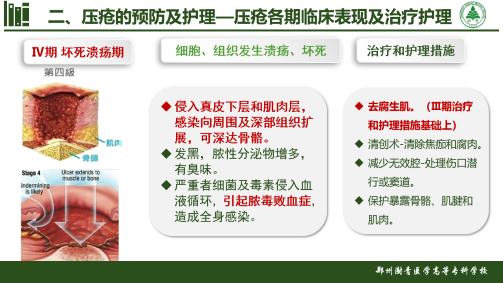 二、压疮的预防及护理—压疮各期临床表现及治疗护理
IV期 坏死溃疡期
细胞、组织发生溃疡、坏死
治疗和护理措施
第四級
肌肉
骨頭
Stage 4
Undermining
is likely
Ulcer extends to
muscle or bone
◆ 侵入真皮下层和肌肉层，
感染向周围及深部组织扩
展，可深达骨骼。
◆ 发黑，脓性分泌物增多，
有臭味。
◆ 严重者细菌及毒素侵入血
液循环，引起脓毒败血症，
造成全身感染。
◆ 去腐生肌。（III期治疗
和护理措施基础上）
◆ 清创术-清除焦痂和腐肉。
◆ 减少无效腔-处理伤口潜
行或窦道。
◆ 保护暴露骨骼、肌腱和
肌肉。
郑州澍青医学高等专科学校